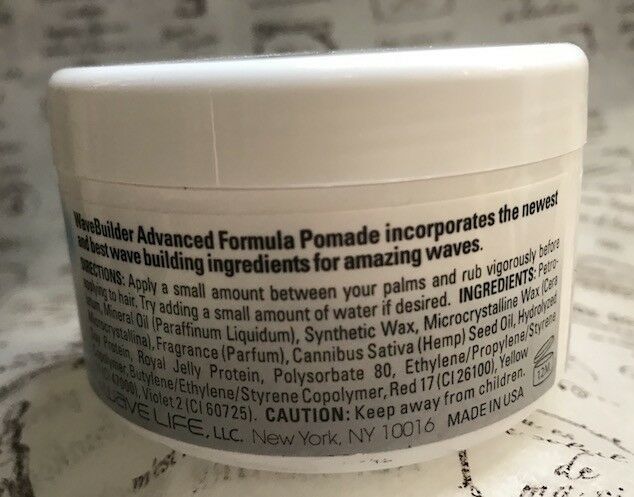 WaveBuilder Advanced Formula Pomade incorporates the newest
and best wave building ingredients for amazing waves.
DIRECTIONS: Apply a small amount between your palms and rub vigorously before
applying to hair. Try adding a small amount of water if desired. INGREDIENTS: Petro-
atum, Mineral Oil (Paraffinum Liquidum), Synthetic Wax, Microcrystalline Wax (Cera
Microcrystallina), Fragrance (Parfum), Cannibus Sativa (Hemp) Seed Oil, Hydrolyzed
Protein, Royal Jelly Protein, Polysorbate 80, Ethylene/Propylene/Styrene
Copolymer, Butylene/Ethylene/Styrene Copolymer, Red 17 (CI 26100), Yellow
Violet 2 (CI 60725). CAUTION: Keep away from children.
12M
WAVE LIFE, LLC. New York, NY 10016 MADE IN USA